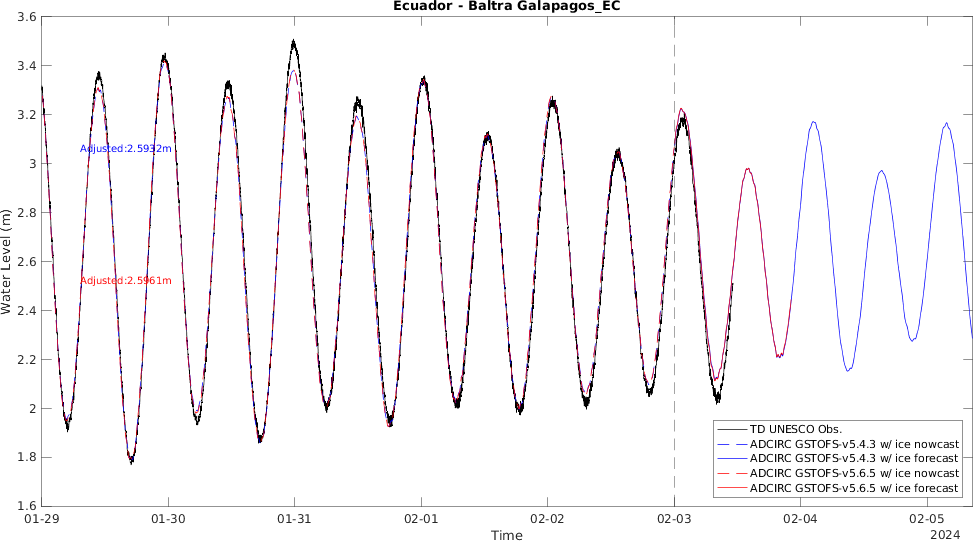 Ecuador - Baltra Galapagos_EC
3.6
3.4
3.2
3
2.8
2.6
2.4
2.2
2
1.8
1.6
Water Level (m)
Adjusted:2.5932m
Adjusted:2.5961m
TD UNESCO Obs.
ADCIRC GSTOFS-v5.4.3 w/ ice nowcast
ADCIRC GSTOFS-v5.4.3 w/ ice forecast
ADCIRC GSTOFS-v5.6.5 w/ ice nowcast
ADCIRC GSTOFS-v5.6.5 w/ ice forecast
01-29 01-30 01-31 02-01 02-02 02-03 02-04 02-05
Time
2024